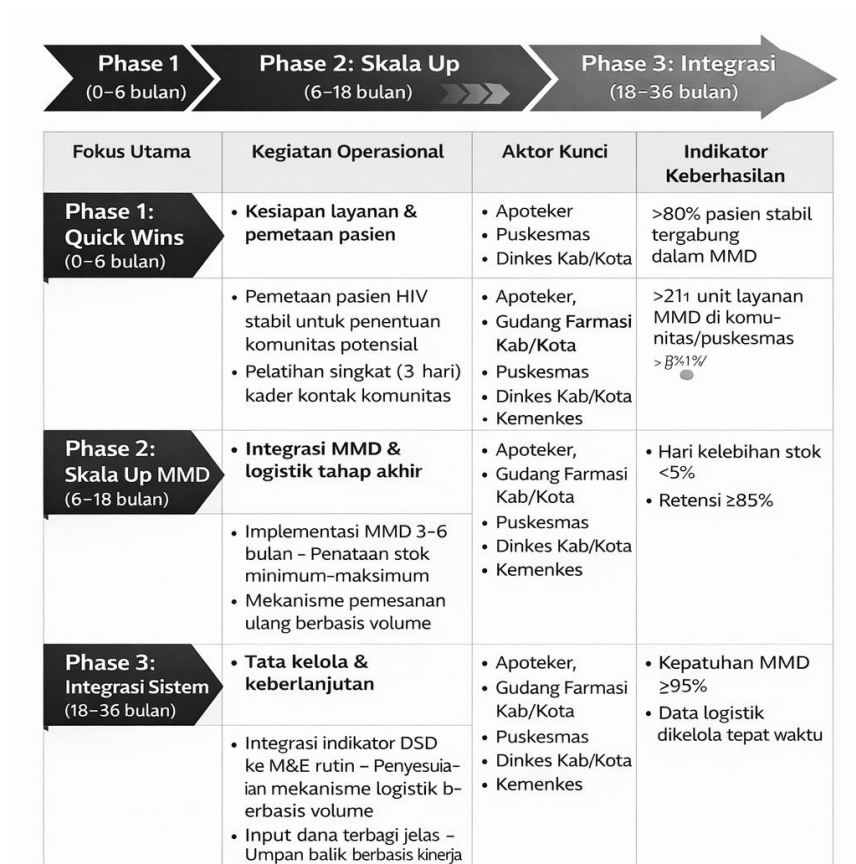 Phase 1
(0–6 bulan)
Phase 2: Skala Up
(6–18 bulan)
Phase 3: Integrasi
(18–36 bulan)
Fokus Utama
Kegiatan Operasional
Aktor Kunci
Indikator
Keberhasilan
Phase 1:
Quick Wins
(0–6 bulan)
• Kesiapan layanan &
pemetaan pasien
• Apoteker
• Puskesmas
• Dinkes Kab/Kota
>80% pasien stabil
tergabung
dalam MMD
• Pemetaan pasien HIV
stabil untuk penentuan
komunitas potensial
• Pelatihan singkat (3 hari)
kader kontak komunitas
• Apoteker,
• Gudang Farmasi
Kab/Kota
• Puskesmas
• Dinkes Kab/Kota
• Kemenkes
unit layanan
MMD di komu-
nitas/puskesmas
Phase 2:
Skala Up MMD
(6–18 bulan)
• Integrasi MMD &
logistik tahap akhir
• Implementasi MMD 3–6
bulan – Penataan stok
minimum–maksimum
• Mekanisme pemesanan
ulang berbasis volume
• Apoteker,
• Gudang Farmasi
Kab/Kota
• Puskesmas
• Dinkes Kab/Kota
• Kemenkes
• Hari kelebihan stok
<5%
• Retensi ≥85%
Phase 3:
Integrasi Sistem
(18–36 bulan)
• Tata kelola &
keberlanjutan
• Integrasi indikator DSD
ke M&E rutin – Penyesuia-
ian mekanisme logistik b-
erbasis volume
• Input dana terbagi jelas –
Umpan balik berbasis kinerja
• Apoteker,
• Gudang Farmasi
Kab/Kota
• Puskesmas
• Dinkes Kab/Kota
• Kemenkes
• Kepatuhan MMD
≥95%
• Data logistik
dikelola tepat waktu